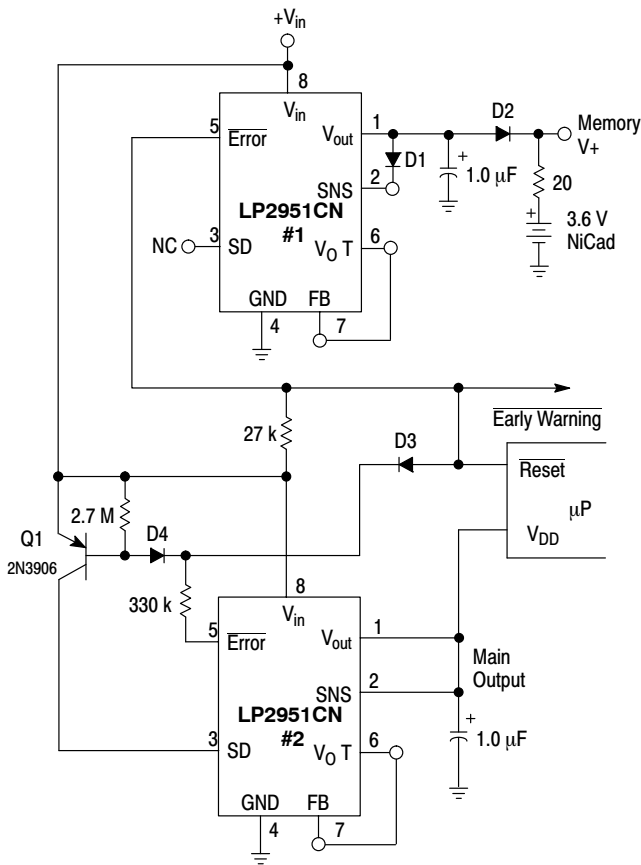 +Vin
8
Vin
5
Error
Vout
1
D1
D2
Memory
V+
+
1.0 µF
20
SNS
2
LP2951CN
#1
+
3.6 V
NiCad
NC
3
SD
VO T
6
GND
FB
4
7
27 k
Early Warning
D3
Reset
µP
VDD
2.7 M
D4
Q1
2N3906
330 k
8
Vin
5
Error
Vout
1
Main
Output
SNS
2
LP2951CN
#2
+
1.0 µF
3
SD
VO T
6
GND
FB
4
7